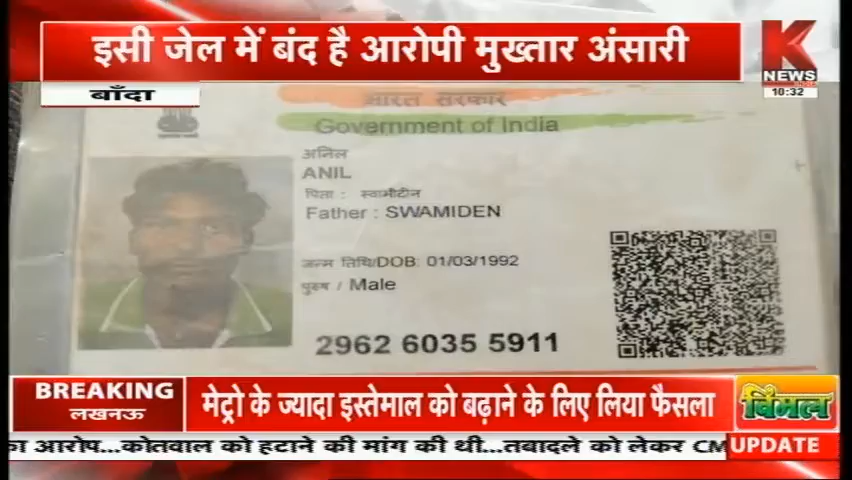 इसी जेल में बंद है आरोपी मुख्तार अंसारी
K
NEWS
10:32
बाँदा
भारत सरकार
Government of India
अनिल
ANIL
पिता : स्वामीदीन
Father : SWAMIDEN
जन्म तिथि/DOB: 01/03/1992
पुरुष / Male
2962 6035 5911
BREAKING
लखनऊ
मेट्रो के ज्यादा इस्तेमाल को बढ़ाने के लिए लिया फैसला
विमल
का आरोप...कोतवाल को हटाने की मांग की थी...तबादले को लेकर CM
UPDATE